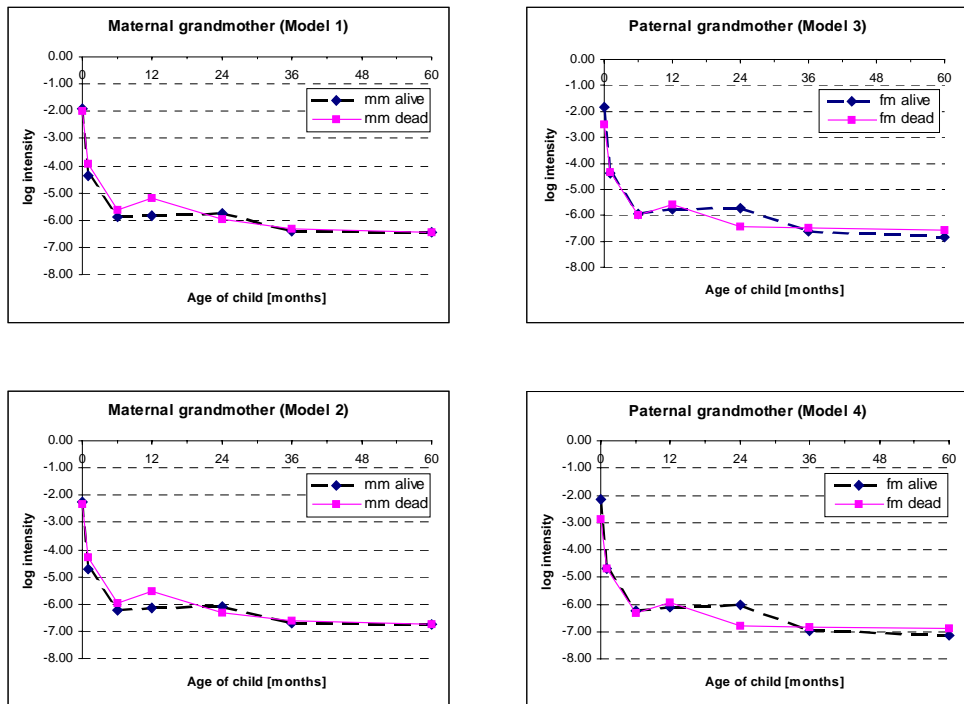 Maternal grandmother (Model 1)
0.00
-1.00
-2.00
-3.00
-4.00
-5.00
-6.00
-7.00
-8.00
0 12 24 36 48 60
mm alive
mm dead
log intensity
Age of child [months]
Paternal grandmother (Model 3)
0.00
-1.00
-2.00
-3.00
-4.00
-5.00
-6.00
-7.00
-8.00
0 12 24 36 48 60
fm alive
fm dead
log intensity
Age of child [months]
Maternal grandmother (Model 2)
0.00
-1.00
-2.00
-3.00
-4.00
-5.00
-6.00
-7.00
-8.00
0 12 24 36 48 60
mm alive
mm dead
log intensity
Age of child [months]
Paternal grandmother (Model 4)
0.00
-1.00
-2.00
-3.00
-4.00
-5.00
-6.00
-7.00
-8.00
0 12 24 36 48 60
fm alive
fm dead
log intensity
Age of child [months]